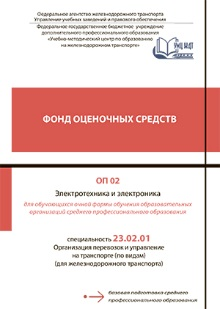 Федеральное агентство железнодорожного транспорта
Управление учебных заведений и правового обеспечения
Федеральное государственное бюджетное учреждение
дополнительного профессионального образования
«Учебно-методический центр по образованию
на железнодорожном транспорте»
УМЦ ЖДТ
ФОНД ОЦЕНОЧНЫХ СРЕДСТВ
ОП 02
Электротехника и электроника
для обучающихся очной формы обучения образовательных
организаций среднего профессионального образования
специальность 23.02.01
Организация перевозок и управление
на транспорте (по видам)
(для железнодорожного транспорта)
базовая подготовка среднего
профессионального образования